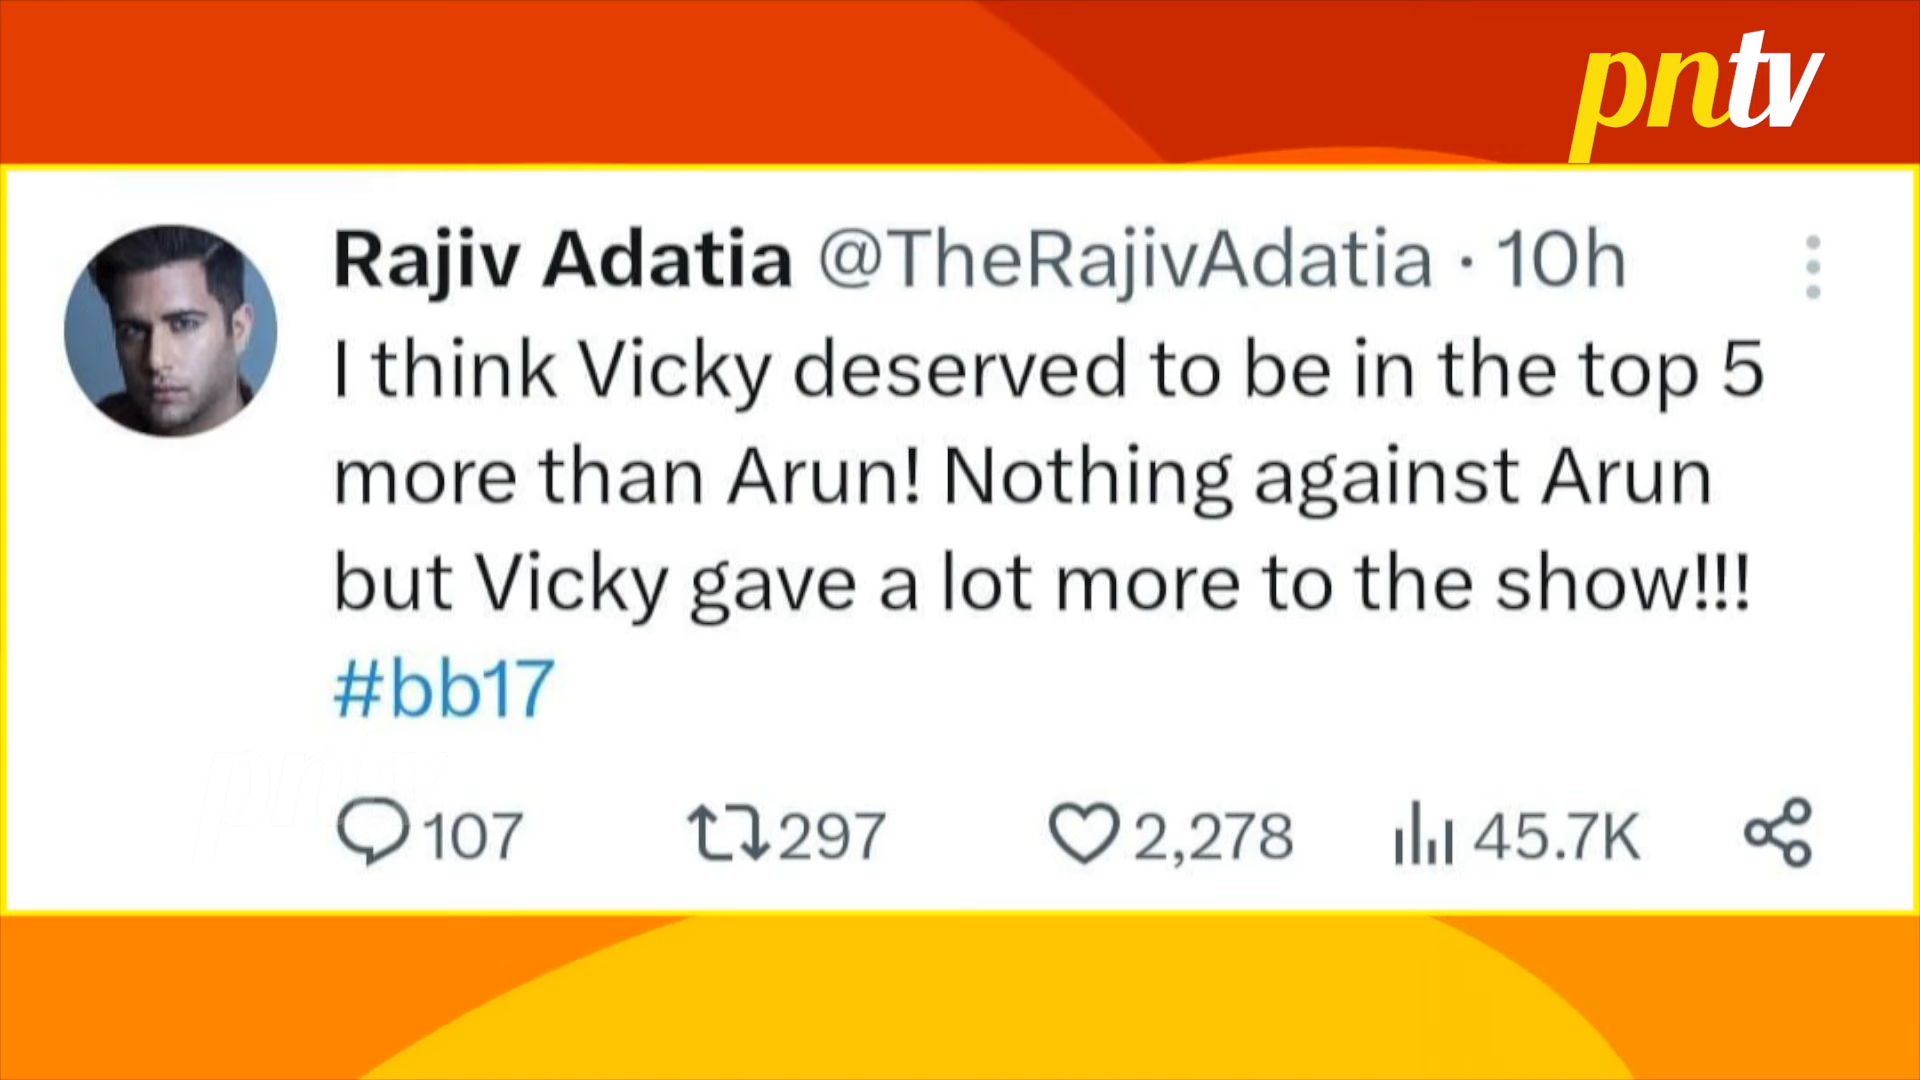 pntv
Rajiv Adatia @TheRajivAdatia · 10h
I think Vicky deserved to be in the top 5
more than Arun! Nothing against Arun
but Vicky gave a lot more to the show!!!
#bb17
pntv
107 297 2,278 45.7K